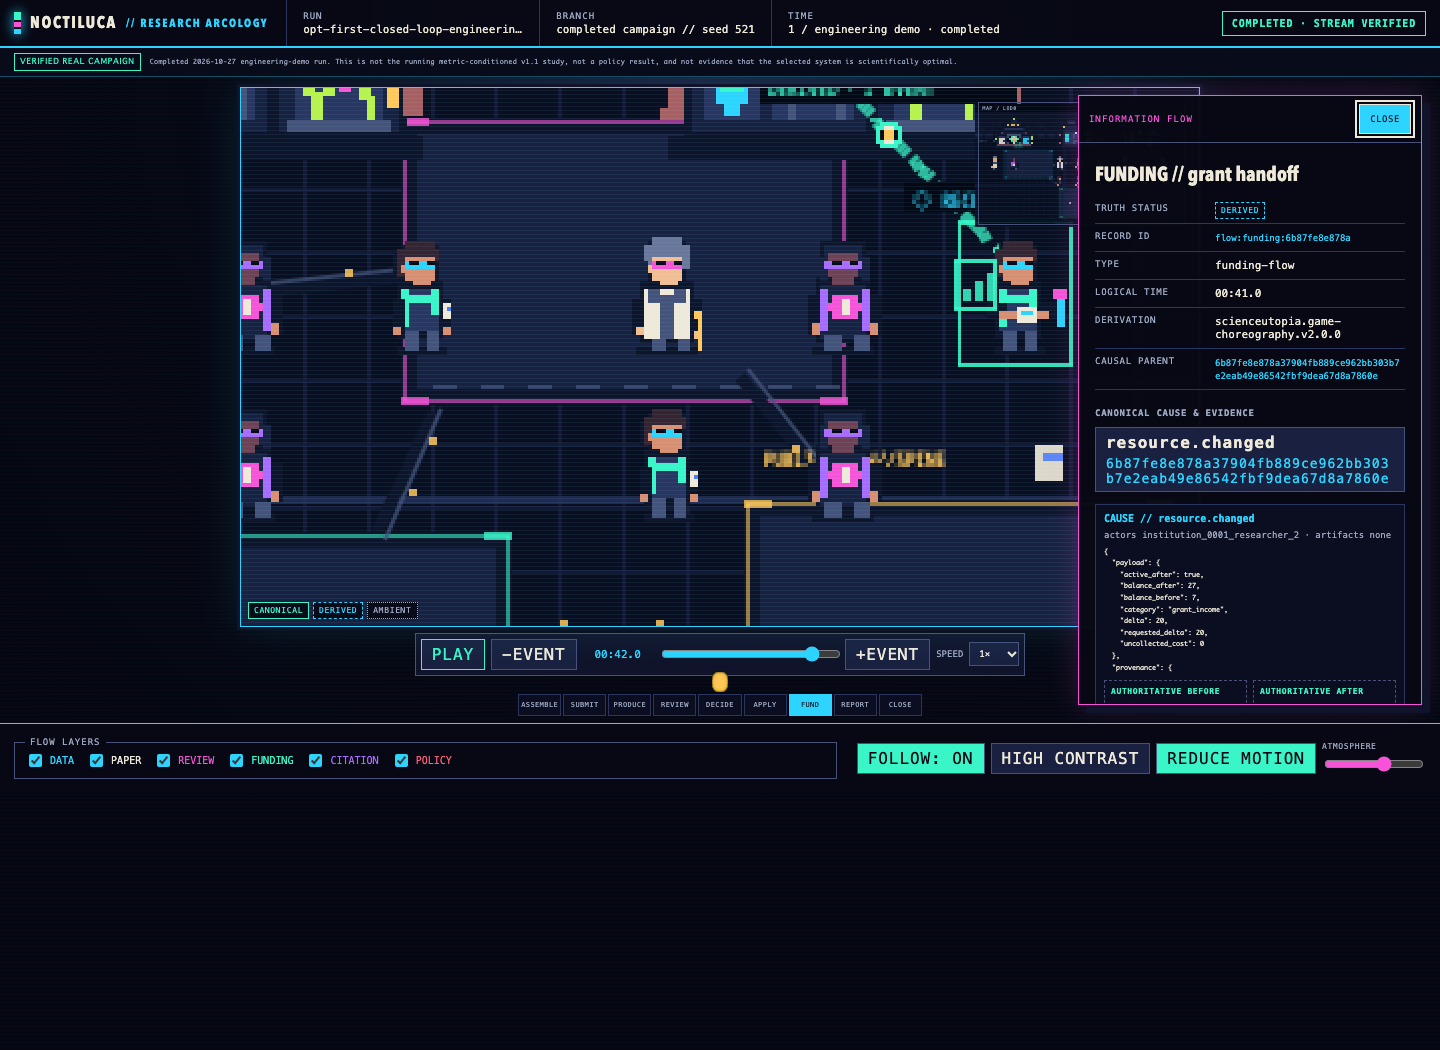 NOCTILUCA // RESEARCH ARCOLOGY
RUN
opt-first-closed-loop-engineerin…
BRANCH
completed campaign // seed 521
TIME
1 / engineering demo · completed
COMPLETED · STREAM VERIFIED
VERIFIED REAL CAMPAIGN
Completed 2026-10-27 engineering-demo run. This is not the running metric-conditioned v1.1 study, not a policy result, and not evidence that the selected system is scientifically optimal.
MAP / LOD0
CANONICAL
DERIVED
AMBIENT
INFORMATION FLOW
CLOSE
FUNDING // grant handoff
TRUTH STATUS
DERIVED
RECORD ID
flow:funding:6b87fe8e878a
TYPE
funding-flow
LOGICAL TIME
00:41.0
DERIVATION
scienceutopia.game-
choreography.v2.0.0
CAUSAL PARENT
6b87fe8e878a37904fb889ce962bb303b7
e2eab49e86542fbf9dea67d8a7860e
CANONICAL CAUSE & EVIDENCE
resource.changed
6b87fe8e878a37904fb889ce962bb303
b7e2eab49e86542fbf9dea67d8a7860e
CAUSE // resource.changed
actors institution_0001_researcher_2 · artifacts none
{
"payload": {
"active_after": true,
"balance_after": 27,
"balance_before": 7,
"category": "grant_income",
"delta": 20,
"requested_delta": 20,
"uncollected_cost": 0
},
"provenance": {
AUTHORITATIVE BEFORE
AUTHORITATIVE AFTER
PLAY
−EVENT
00:42.0
+EVENT
SPEED
1×
ASSEMBLE
SUBMIT
PRODUCE
REVIEW
DECIDE
APPLY
FUND
REPORT
CLOSE
FLOW LAYERS
DATA
PAPER
REVIEW
FUNDING
CITATION
POLICY
FOLLOW: ON
HIGH CONTRAST
REDUCE MOTION
ATMOSPHERE